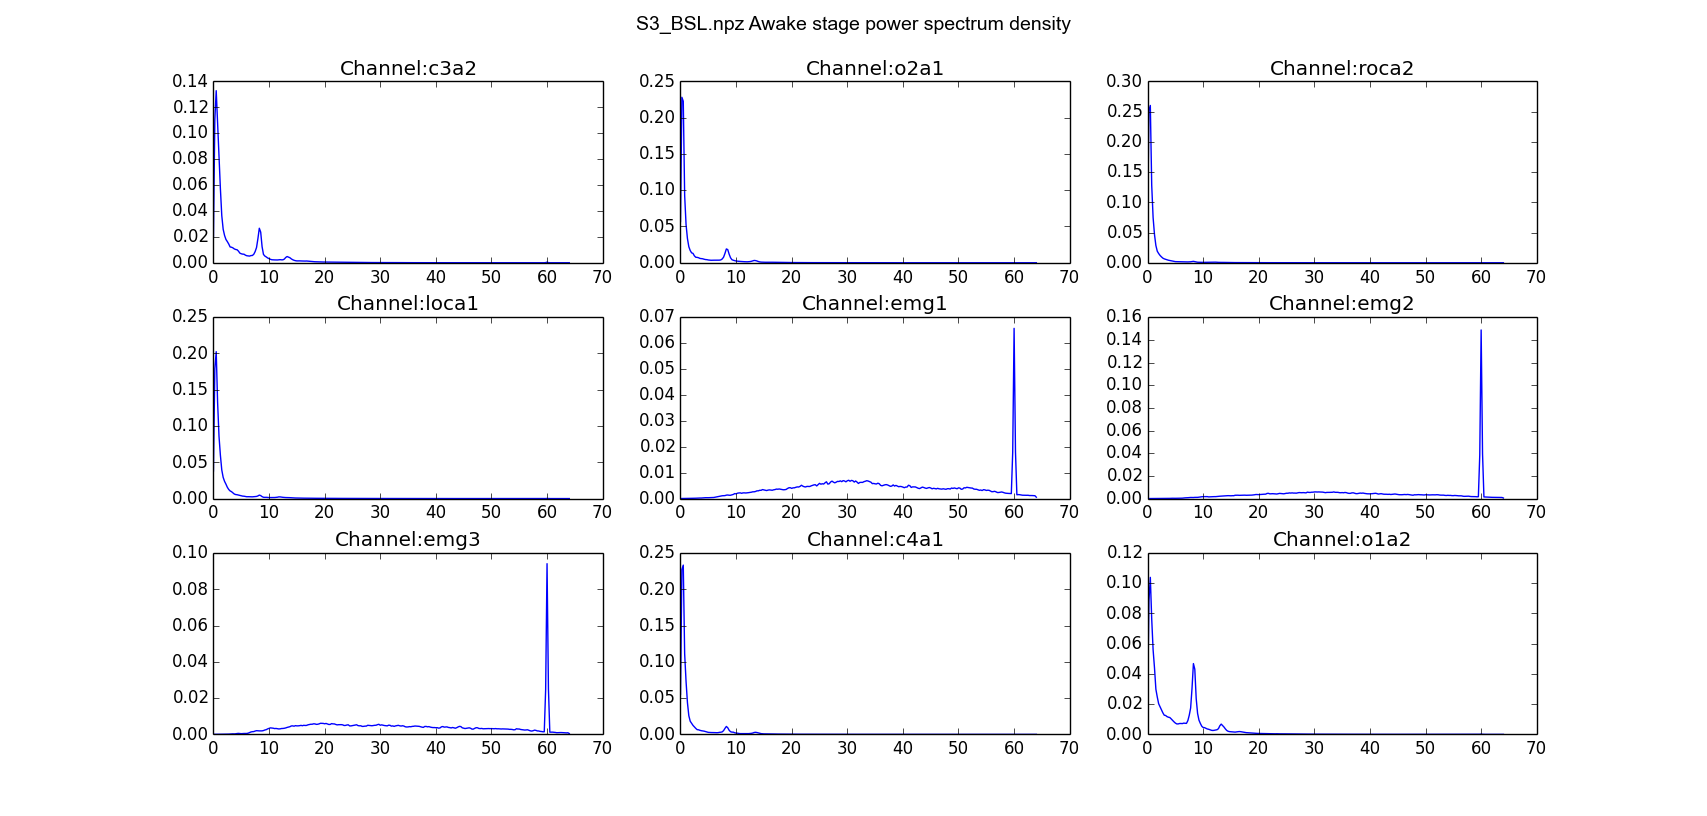 S3_BSL.npz Awake stage power spectrum density
Channel:c3a2 Channel:o2a1 Channel:roca2
0.14 0.12 0.10 0.08 0.06 0.04 0.02 0.00
0 10 20 30 40 50 60 70
0.25 0.20 0.15 0.10 0.05 0.00
0 10 20 30 40 50 60 70
0.30 0.25 0.20 0.15 0.10 0.05 0.00
0 10 20 30 40 50 60 70
Channel:loca1 Channel:emg1 Channel:emg2
0.25 0.20 0.15 0.10 0.05 0.00
0 10 20 30 40 50 60 70
0.07 0.06 0.05 0.04 0.03 0.02 0.01 0.00
0 10 20 30 40 50 60 70
0.16 0.14 0.12 0.10 0.08 0.06 0.04 0.02 0.00
0 10 20 30 40 50 60 70
Channel:emg3 Channel:c4a1 Channel:o1a2
0.10 0.08 0.06 0.04 0.02 0.00
0 10 20 30 40 50 60 70
0.25 0.20 0.15 0.10 0.05 0.00
0 10 20 30 40 50 60 70
0.12 0.10 0.08 0.06 0.04 0.02 0.00
0 10 20 30 40 50 60 70